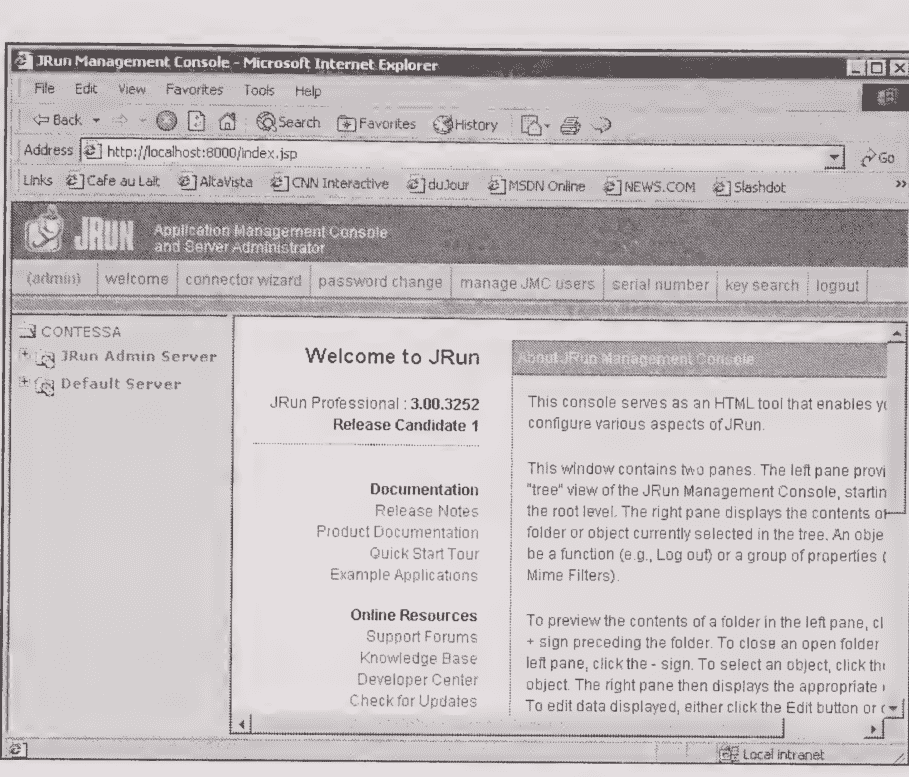 JRun Management Console - Microsoft Internet Explorer
File Edit View Favorites Tools Help
Back Search Favorites History
Address http://localhost:8000/index.jsp Go
Links Cafe au Lait AltaVista CNN Interactive duJour MSDN Online NEWS.COM Slashdot »
JRUN Application Management Console
and Server Administrator
(admin) welcome connector wizard password change manage JMC users serial number key search logout
CONTESSA
JRun Admin Server
Default Server
Welcome to JRun
JRun Professional : 3.00.3252
Release Candidate 1
Documentation
Release Notes
Product Documentation
Quick Start Tour
Example Applications
Online Resources
Support Forums
Knowledge Base
Developer Center
Check for Updates
About JRun Management Console
This console serves as an HTML tool that enables
configure various aspects of JRun.
This window contains two panes. The left pane provi
"tree" view of the JRun Management Console, startin
the root level. The right pane displays the contents
folder or object currently selected in the tree. An obje
be a function (e.g., Log out) or a group of properties (
Mime Filters).
To preview the contents of a folder in the left pane, cl
+ sign preceding the folder. To close an open folder
left pane, click the - sign. To select an object, click
object. The right pane then displays the appropriate
To edit data displayed, either click the Edit button or
Local intranet